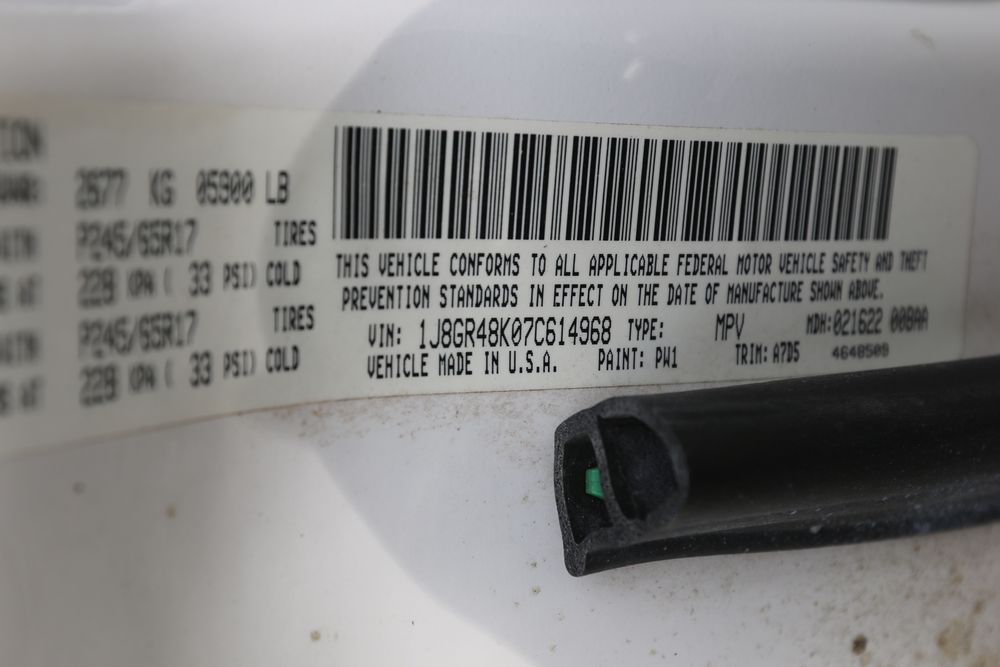 2677 KG 05900 LB
P245/65R17 TIRES
228 KPA ( 33 PSI) COLD
P245/65R17 TIRES
228 KPA ( 33 PSI) COLD
THIS VEHICLE CONFORMS TO ALL APPLICABLE FEDERAL MOTOR VEHICLE SAFETY AND THEFT
PREVENTION STANDARDS IN EFFECT ON THE DATE OF MANUFACTURE SHOWN ABOVE.
VIN: 1J8GR48K07C614968 TYPE: MPV MDH:021622 008AA
VEHICLE MADE IN U.S.A. PAINT: PW1 TRIM: A7D5 4648509